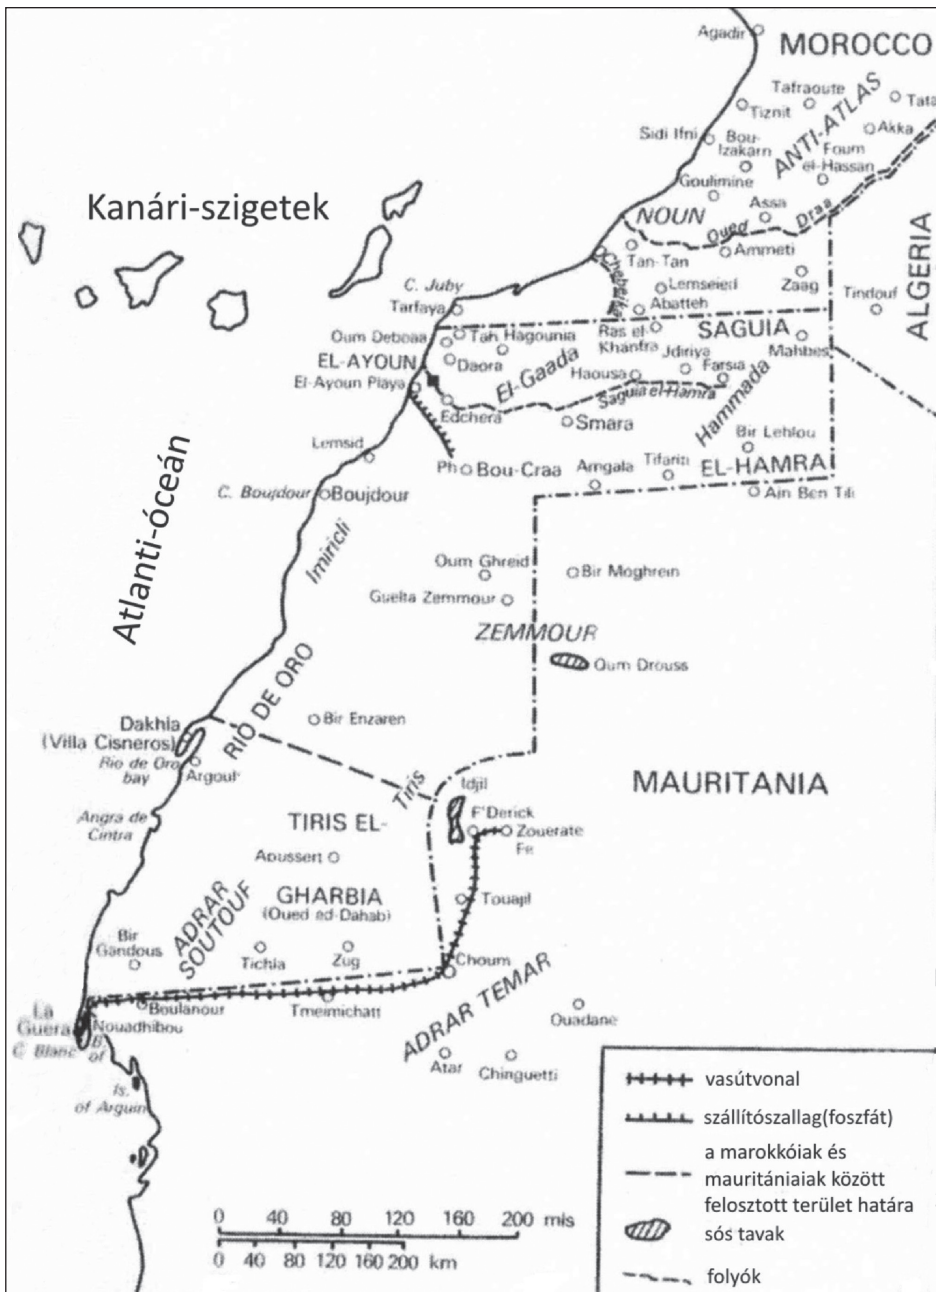 Agadir
MOROCCO
Tafraoute
Tata
Tiznit
ANTI-ATLAS
Akka
Sidi Ifni
Bou-
Izakarn
Foum
el-Hassan
Goulimine
Kanári-szigetek
NOUN
Assa
Oued
Draa
ALGERIA
Tan-Tan
Ammeti
Chebeika
C. Juby
Lemseied
Zaag
Tindouf
Tarfaya
Abatteh
Oum Deboaa
Tah
Hagounia
Ras el-
Khanfra
SAGUIA
Mahbes
EL-AYOUN
Daora
El-Gaada
Jdiriya
Farsia
Haousa
El-Ayoun Playa
Saguia el-Hamra
Hammada
Edchera
Smara
Bir Lehlou
Lemsid
Ph
Bou-Craa
Amgala
Tifariti
EL-HAMRA
C. Boujdour
Boujdour
Ain Ben Tili
Atlanti-óceán
Imiricli
Oum Ghreid
Bir Moghrein
Guelta Zemmour
ZEMMOUR
Oum Drouss
RIO DE ORO
Dakhla
(Villa Cisneros)
Bir Enzaren
Rio de Oro
bay
Argoub
Tiris
Idjil
MAURITANIA
Angra de
Cintra
TIRIS EL-
F'Derick
Zouerate
Fe
Aoussert
GHARBIA
(Oued ed-Dahab)
Touajil
ADRAR
SOUTOUF
Bir
Gandous
Tichla
Zug
Choum
La
Guera
Boulanour
Tmeimichatt
ADRAR TEMAR
Ouadane
Nouadhibou
C. Blanc
B.
of
Atar
Chinguetti
Is.
of Arguin
vasútvonal
szállítószallag(foszfát)
a marokkóiak és
mauritániaiak között
felosztott terület határa
sós tavak
folyók
0 40 80 120 160 200 mls
0 40 80 120 160 200 km